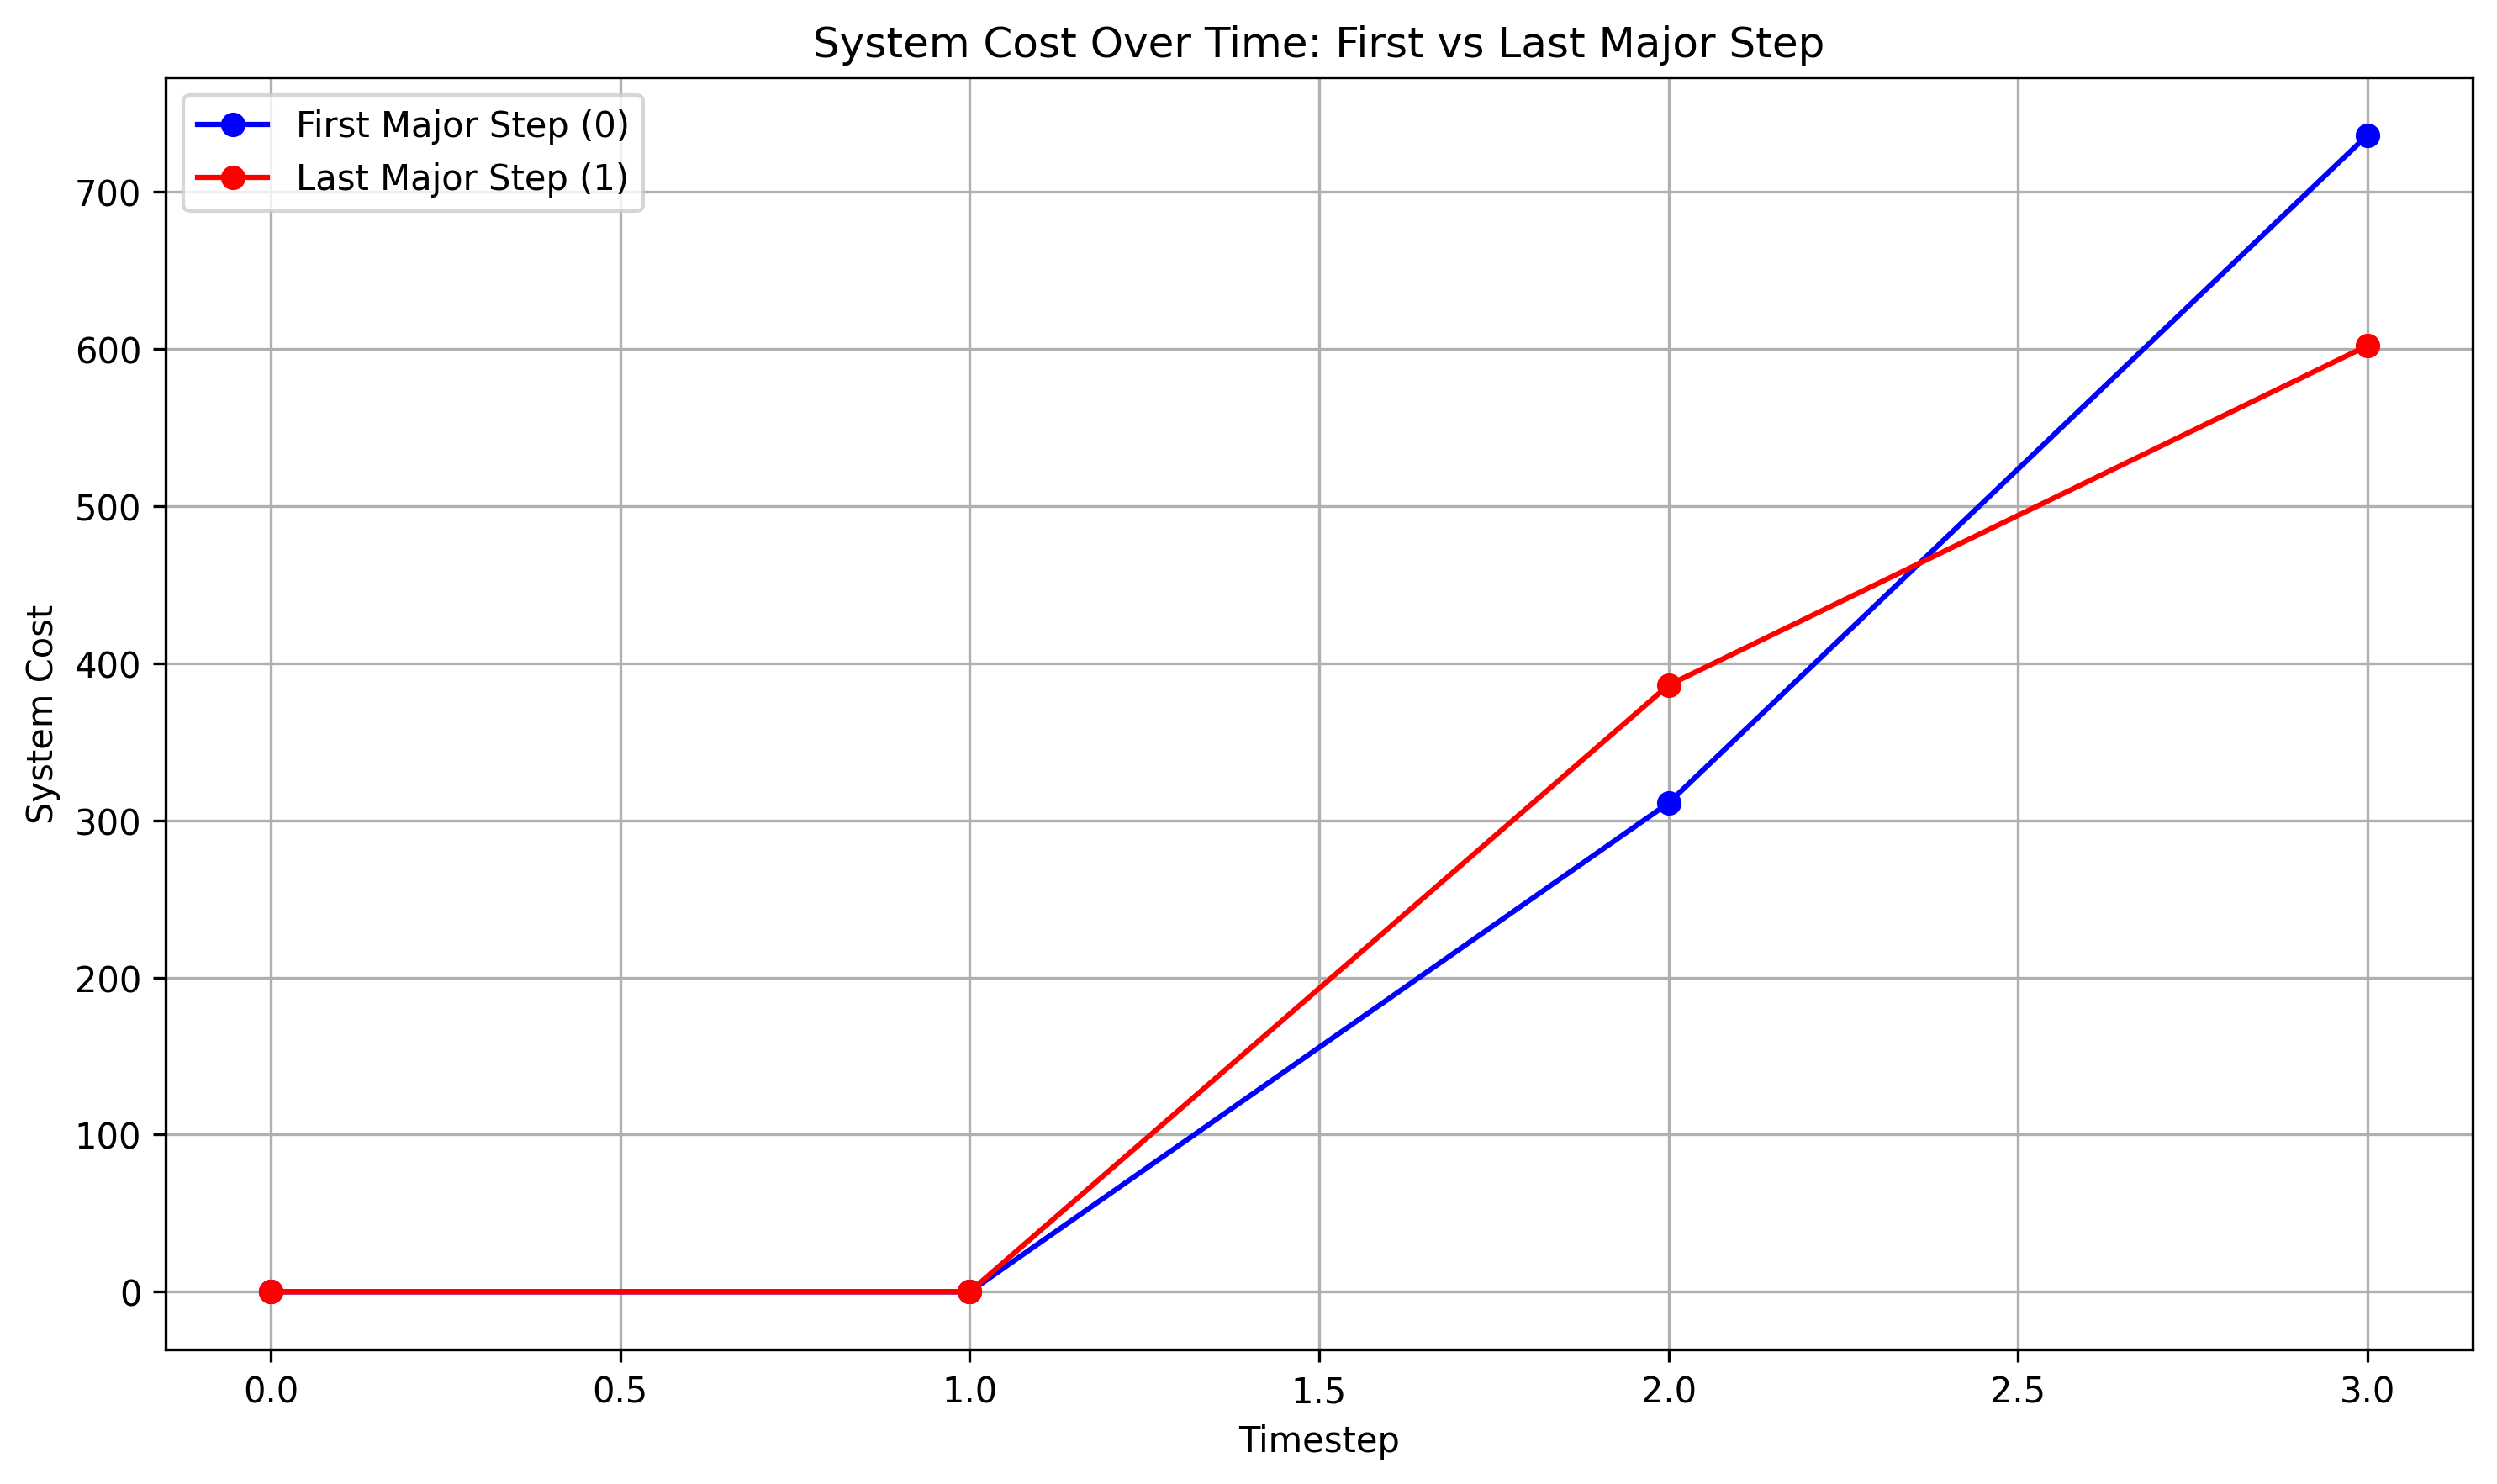 System Cost Over Time: First vs Last Major Step
First Major Step (0)
Last Major Step (1)
700
600
500
400
300
200
100
0
System Cost
0.0 0.5 1.0 1.5 2.0 2.5 3.0
Timestep